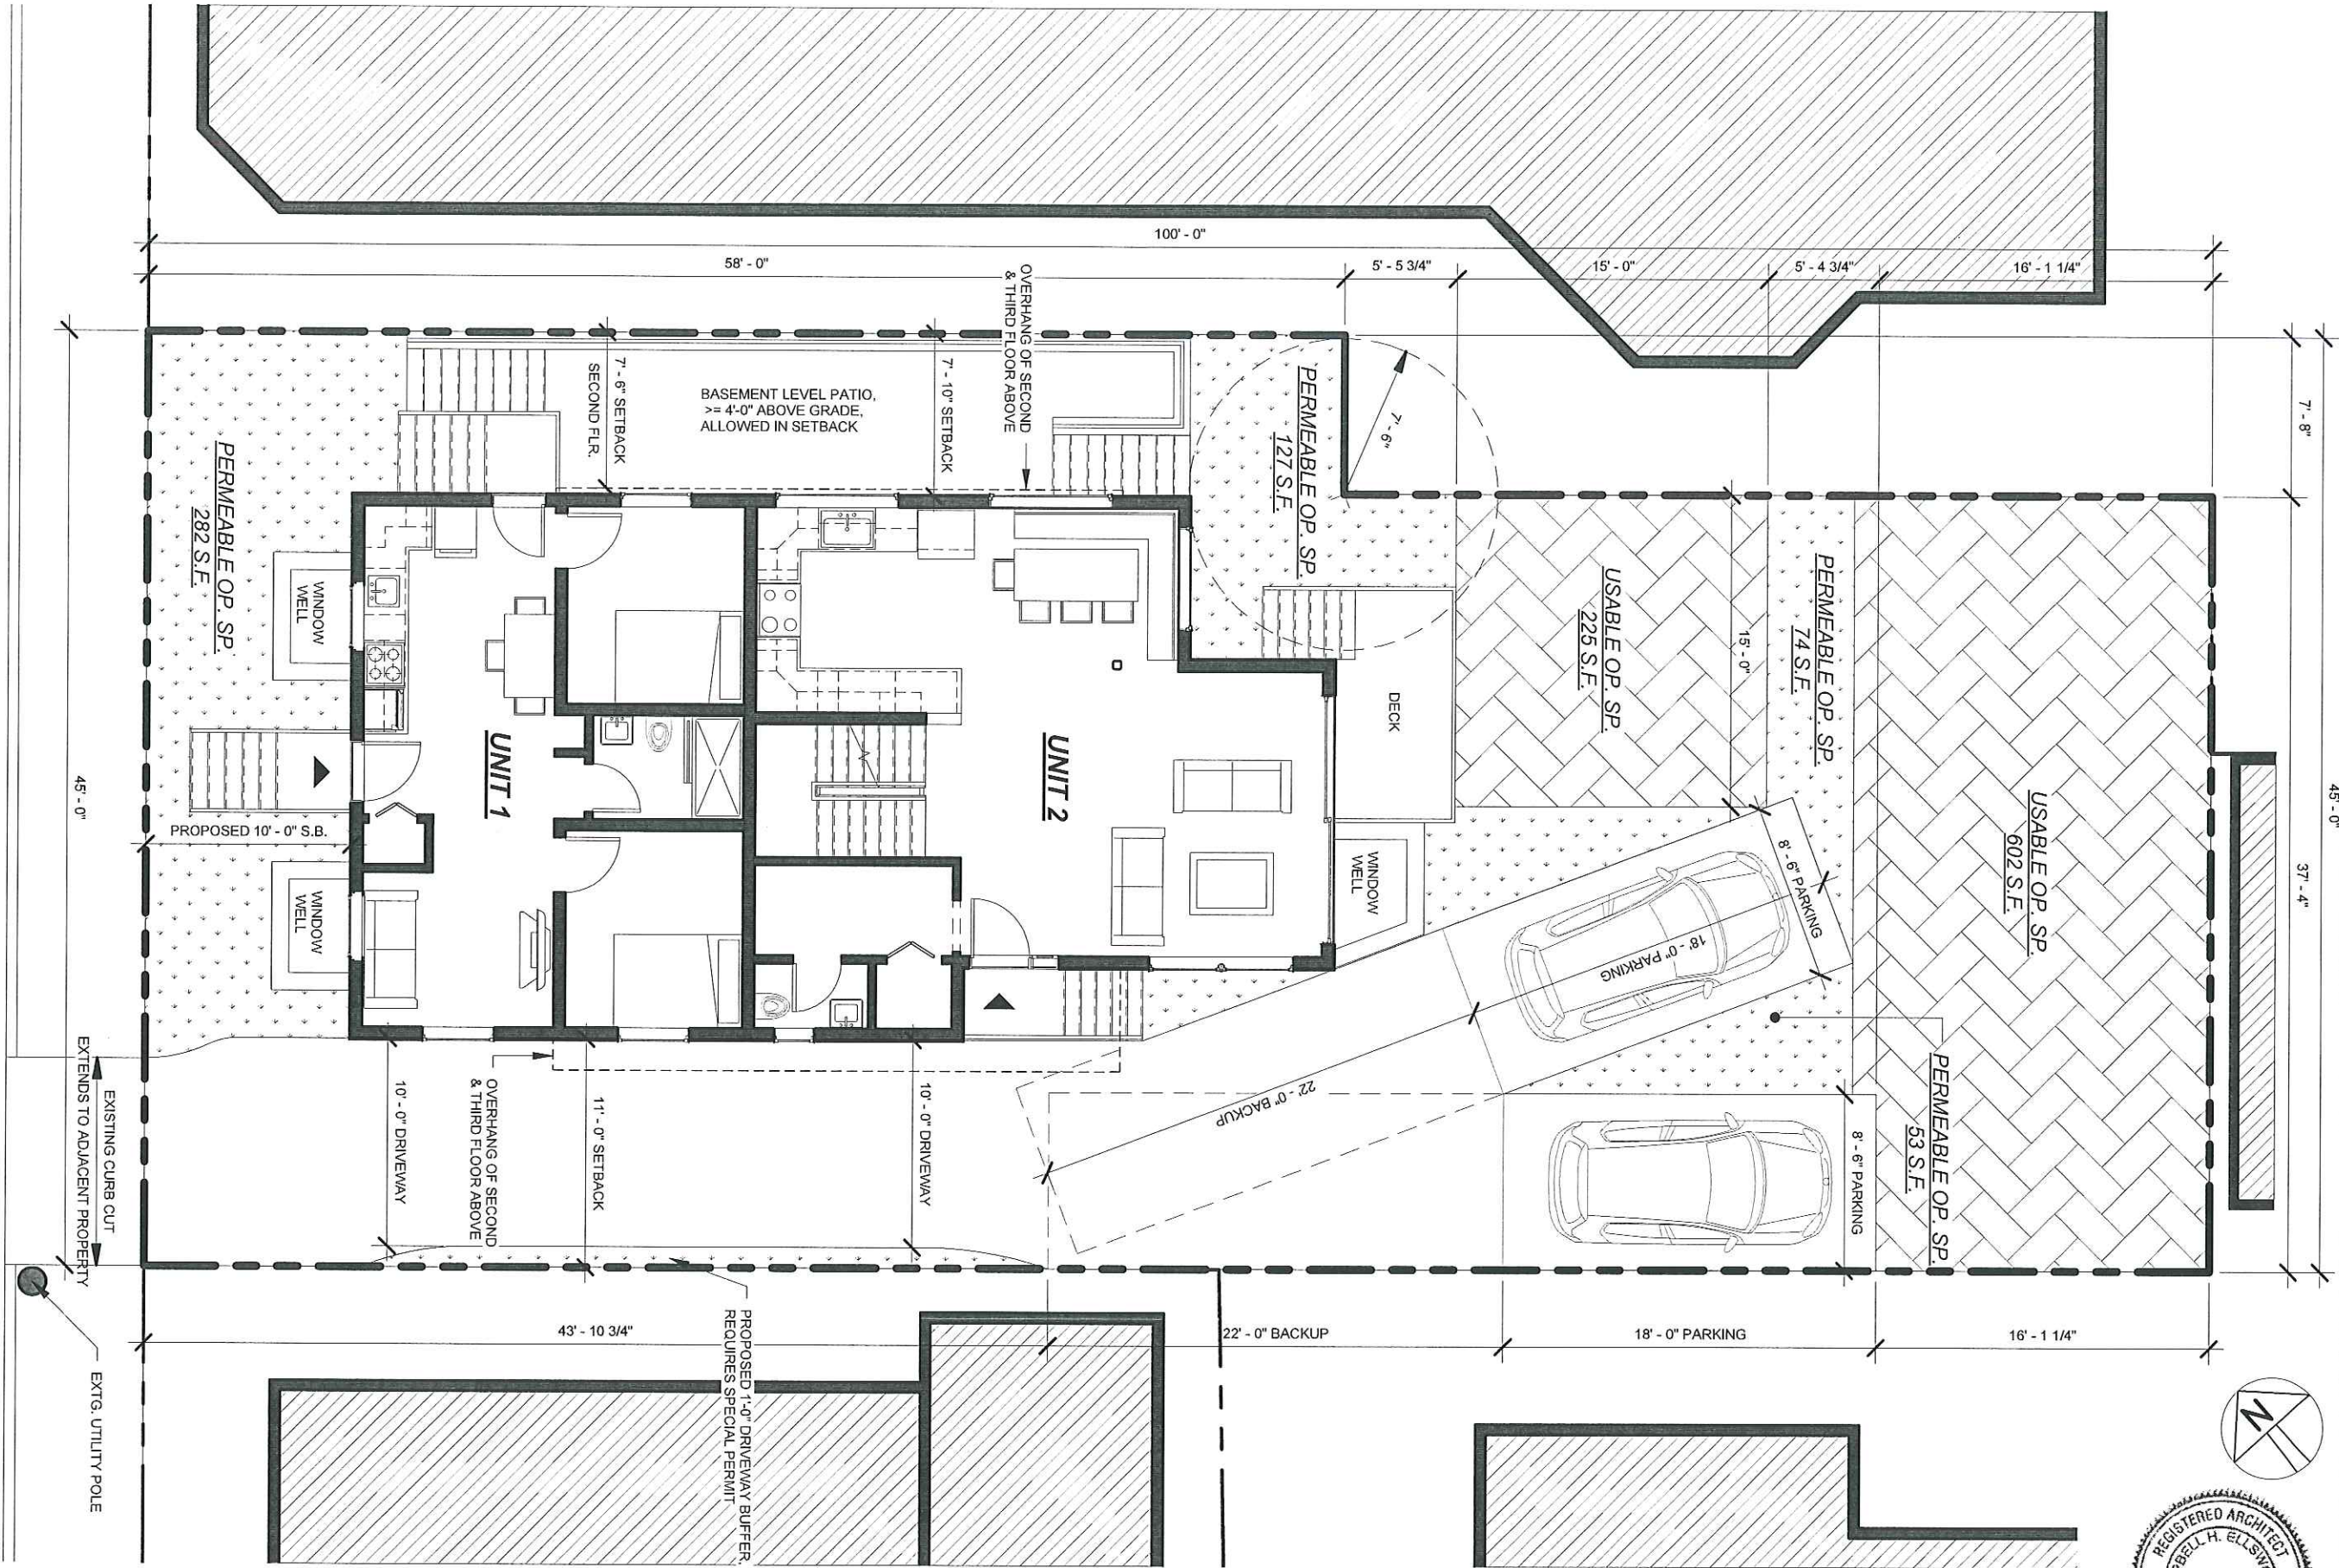 100' - 0"
58' - 0"
5' - 5 3/4"
15' - 0"
5' - 4 3/4"
16' - 1 1/4"
OVERHANG OF SECOND
& THIRD FLOOR ABOVE
7' - 6" SETBACK
SECOND FLR.
BASEMENT LEVEL PATIO,
>= 4'-0" ABOVE GRADE,
ALLOWED IN SETBACK
7' - 10" SETBACK
7' - 6"
7' - 8"
45' - 0"
37' - 4"
PERMEABLE OP. SP.
127 S.F.
PERMEABLE OP. SP.
282 S.F.
WINDOW
WELL
USABLE OP. SP.
225 S.F.
15' - 0"
PERMEABLE OP. SP.
74 S.F.
DECK
UNIT 1
UNIT 2
USABLE OP. SP.
602 S.F.
45' - 0"
PROPOSED 10' - 0" S.B.
WINDOW
WELL
WINDOW
WELL
8' - 6" PARKING
18' - 0" PARKING
22' - 0" BACKUP
PERMEABLE OP. SP.
53 S.F.
8' - 6" PARKING
EXISTING CURB CUT
EXTENDS TO ADJACENT PROPERTY
10' - 0" DRIVEWAY
OVERHANG OF SECOND
& THIRD FLOOR ABOVE
11' - 0" SETBACK
10' - 0" DRIVEWAY
EXTG. UTILITY POLE
43' - 10 3/4"
PROPOSED 1'-0" DRIVEWAY BUFFER,
REQUIRES SPECIAL PERMIT
22' - 0" BACKUP
18' - 0" PARKING
16' - 1 1/4"
N
REGISTERED ARCHITECT